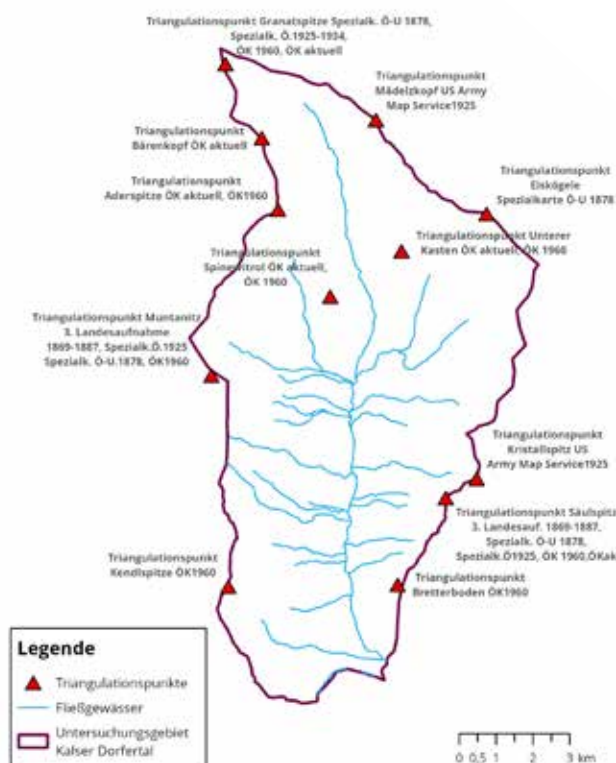 Triangulationspunkt Granatspitze Spezialk. Ö-U 1878,
Spezialk. Ö.1925-1934,
ÖK 1960, ÖK aktuell
Triangulationspunkt
Mädelzkopf US Army
Map Service1925
Triangulationspunkt
Bärenkopf ÖK aktuell
Triangulationspunkt
Eiskögele
Spezialkarte Ö-U 1878
Triangulationspunkt
Aderspitze ÖK aktuell, ÖK1960
Triangulationspunkt Unterer
Kasten ÖK aktuell, ÖK 1960
Triangulationspunkt
Spinevitrol ÖK aktuell,
ÖK 1960
Triangulationspunkt Muntanitz
3. Landesaufnahme
1869-1887, Spezialk.Ö.1925
Spezialk. Ö-U.1878, ÖK1960
Triangulationspunkt
Kristallspitz US
Army Map Service1925
Triangulationspunkt Säulspitz
3. Landesauf. 1869-1887,
Spezialk. Ö-U 1878,
Spezialk.Ö1925, ÖK 1960,ÖKak
Triangulationspunkt
Kendlspitze ÖK1960
Triangulationspunkt
Bretterboden ÖK1960
Legende
Triangulationspunkte
Fließgewässer
Untersuchungsgebiet
Kalser Dorfertal
0 0,5 1 2 3 km